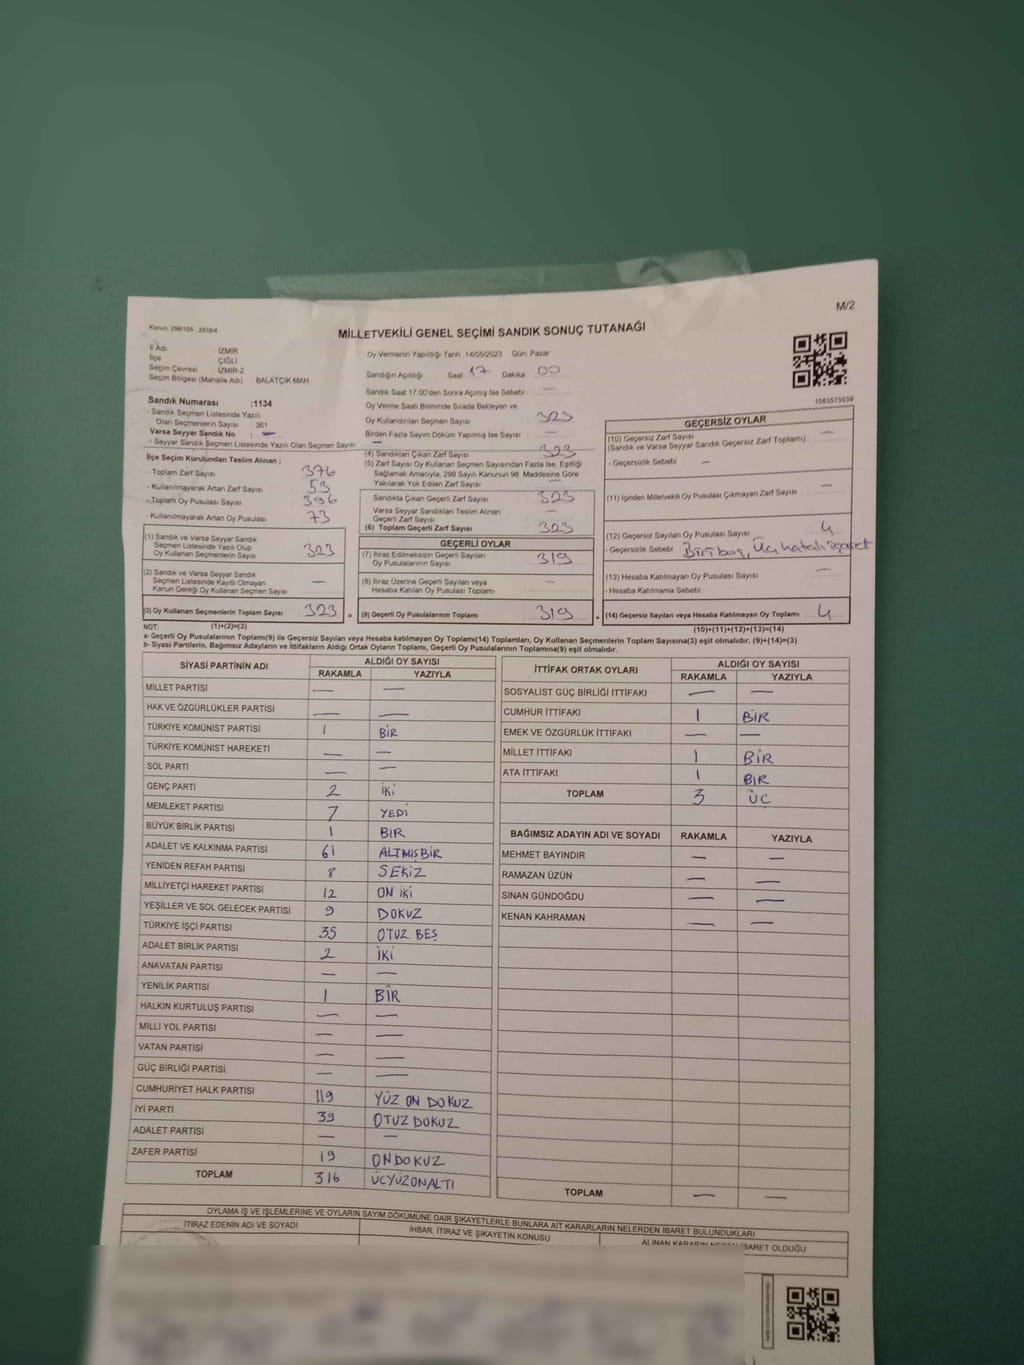 M/2
Kanun: 298/105 , 2839/4
MİLLETVEKİLİ GENEL SEÇİMİ SANDIK SONUÇ TUTANAĞI
İl Adı : İZMİR
İlçe : ÇİĞLİ
Seçim Çevresi : İZMİR-2
Seçim Bölgesi (Mahalle Adı) BALATÇIK MAH
Sandık Numarası :1134
- Sandık Seçmen Listesinde Yazılı
Olan Seçmenlerin Sayısı : 361
Varsa Seyyar Sandık No : —
- Seyyar Sandık Seçmen Listesinde Yazılı Olan Seçmen Sayısı —
İlçe Seçim Kurulundan Teslim Alınan :
- Toplam Zarf Sayısı 376
- Kullanılmayarak Artan Zarf Sayısı 53
- Toplam Oy Pusulası Sayısı 396
- Kullanılmayarak Artan Oy Pusulası 73
(1) Sandık ve Varsa Seyyar Sandık
Seçmen Listesinde Yazılı Olup
Oy Kullanan Seçmenlerin Sayısı 323
(2) Sandık ve Varsa Seyyar Sandık
Seçmen Listesinde Kayıtlı Olmayan
Kanun Gereği Oy Kullanan Seçmen Sayısı —
(3) Oy Kullanan Seçmenlerin Toplam Sayısı 323
Oy Vermenin Yapıldığı Tarih :14/05/2023 Gün: Pazar
Sandığın Açıldığı Saat 17 Dakika 00
Sandık Saat 17.00'den Sonra Açılmış İse Sebebi —
Oy Verme Saati Bitiminde Sırada Bekleyen ve
Oy Kullandırılan Seçmen Sayısı 323
Birden Fazla Sayım Döküm Yapılmış İse Sayısı —
(4) Sandıktan Çıkan Zarf Sayısı 323
(5) Zarf Sayısı Oy Kullanan Seçmen Sayısından Fazla İse, Eşitliği
Sağlamak Amacıyla, 298 Sayılı Kanunun 98. Maddesine Göre
Yakılarak Yok Edilen Zarf Sayısı —
Sandıkta Çıkan Geçerli Zarf Sayısı 323
Varsa Seyyar Sandıktan Teslim Alınan
Geçerli Zarf Sayısı —
(6) Toplam Geçerli Zarf Sayısı 323
GEÇERLİ OYLAR
(7) İtiraz Edilmeksizin Geçerli Sayılan
Oy Pusulalarının Sayısı 319
(8) İtiraz Üzerine Geçerli Sayılan veya
Hesaba Katılan Oy Pusulası Toplamı —
= (9) Geçerli Oy Pusulalarının Toplamı 319
1563575599
GEÇERSİZ OYLAR
(10) Geçersiz Zarf Sayısı —
(Sandık ve Varsa Seyyar Sandık Geçersiz Zarf Toplamı)
- Geçersizlik Sebebi —
(11) İçinden Milletvekili Oy Pusulası Çıkmayan Zarf Sayısı —
(12) Geçersiz Sayılan Oy Pusulası Sayısı 4
- Geçersizlik Sebebi Biri boş, Üçü hatalı işaret
(13) Hesaba Katılmayan Oy Pusulası Sayısı —
- Hesaba Katılmama Sebebi
+ (14) Geçersiz Sayılan veya Hesaba Katılmayan Oy Toplamı 4
NOT: (1)+(2)=(3) (10)+(11)+(12)+(13)=(14)
a- Geçerli Oy Pusulalarının Toplamı(9) ile Geçersiz Sayılan veya Hesaba katılmayan Oy Toplamı(14) Toplamları, Oy Kullanan Seçmenlerin Toplam Sayısına(3) eşit olmalıdır. (9)+(14)=(3)
b- Siyasi Partilerin, Bağımsız Adayların ve İttifakların Aldığı Ortak Oyların Toplamı, Geçerli Oy Pusulalarının Toplamına(9) eşit olmalıdır.
SİYASİ PARTİNİN ADI ALDIĞI OY SAYISI
RAKAMLA YAZIYLA
MİLLET PARTİSİ — —
HAK VE ÖZGÜRLÜKLER PARTİSİ — —
TÜRKİYE KOMÜNİST PARTİSİ 1 BİR
TÜRKİYE KOMÜNİST HAREKETİ — —
SOL PARTİ — —
GENÇ PARTİ 2 İKİ
MEMLEKET PARTİSİ 7 YEDİ
BÜYÜK BİRLİK PARTİSİ 1 BIR
ADALET VE KALKINMA PARTİSİ 61 ALTMIŞBİR
YENİDEN REFAH PARTİSİ 8 SEKİZ
MİLLİYETÇİ HAREKET PARTİSİ 12 ON İKİ
YEŞİLLER VE SOL GELECEK PARTİSİ 9 DOKUZ
TÜRKİYE İŞÇİ PARTİSİ 35 OTUZ BEŞ
ADALET BİRLİK PARTİSİ 2 İKİ
ANAVATAN PARTİSİ — —
YENİLİK PARTİSİ 1 BİR
HALKIN KURTULUŞ PARTİSİ — —
MİLLİ YOL PARTİSİ — —
VATAN PARTİSİ — —
GÜÇ BİRLİĞİ PARTİSİ — —
CUMHURİYET HALK PARTİSİ 119 YÜZ ON DOKUZ
İYİ PARTİ 39 OTUZ DOKUZ
ADALET PARTİSİ — —
ZAFER PARTİSİ 19 ONDOKUZ
TOPLAM 316 ÜÇYÜZONALTI
İTTİFAK ORTAK OYLARI ALDIĞI OY SAYISI
RAKAMLA YAZIYLA
SOSYALİST GÜÇ BİRLİĞİ İTTİFAKI — —
CUMHUR İTTİFAKI 1 BİR
EMEK VE ÖZGÜRLÜK İTTİFAKI — —
MİLLET İTTİFAKI 1 BİR
ATA İTTİFAKI 1 BIR
TOPLAM 3 ÜÇ
BAĞIMSIZ ADAYIN ADI VE SOYADI RAKAMLA YAZIYLA
MEHMET BAYINDIR — —
RAMAZAN ÜZÜN — —
SİNAN GÜNDOĞDU — —
KENAN KAHRAMAN — —
TOPLAM — —
OYLAMA İŞ VE İŞLEMLERİNE VE OYLARIN SAYIM DÖKÜMÜNE DAİR ŞİKAYETLERLE BUNLARA AİT KARARLARIN NELERDEN İBARET BULUNDUKLARI
İTİRAZ EDENİN ADI VE SOYADI İHBAR, İTİRAZ VE ŞİKAYETİN KONUSU ALINAN KARARIN NEDEN İBARET OLDUĞU